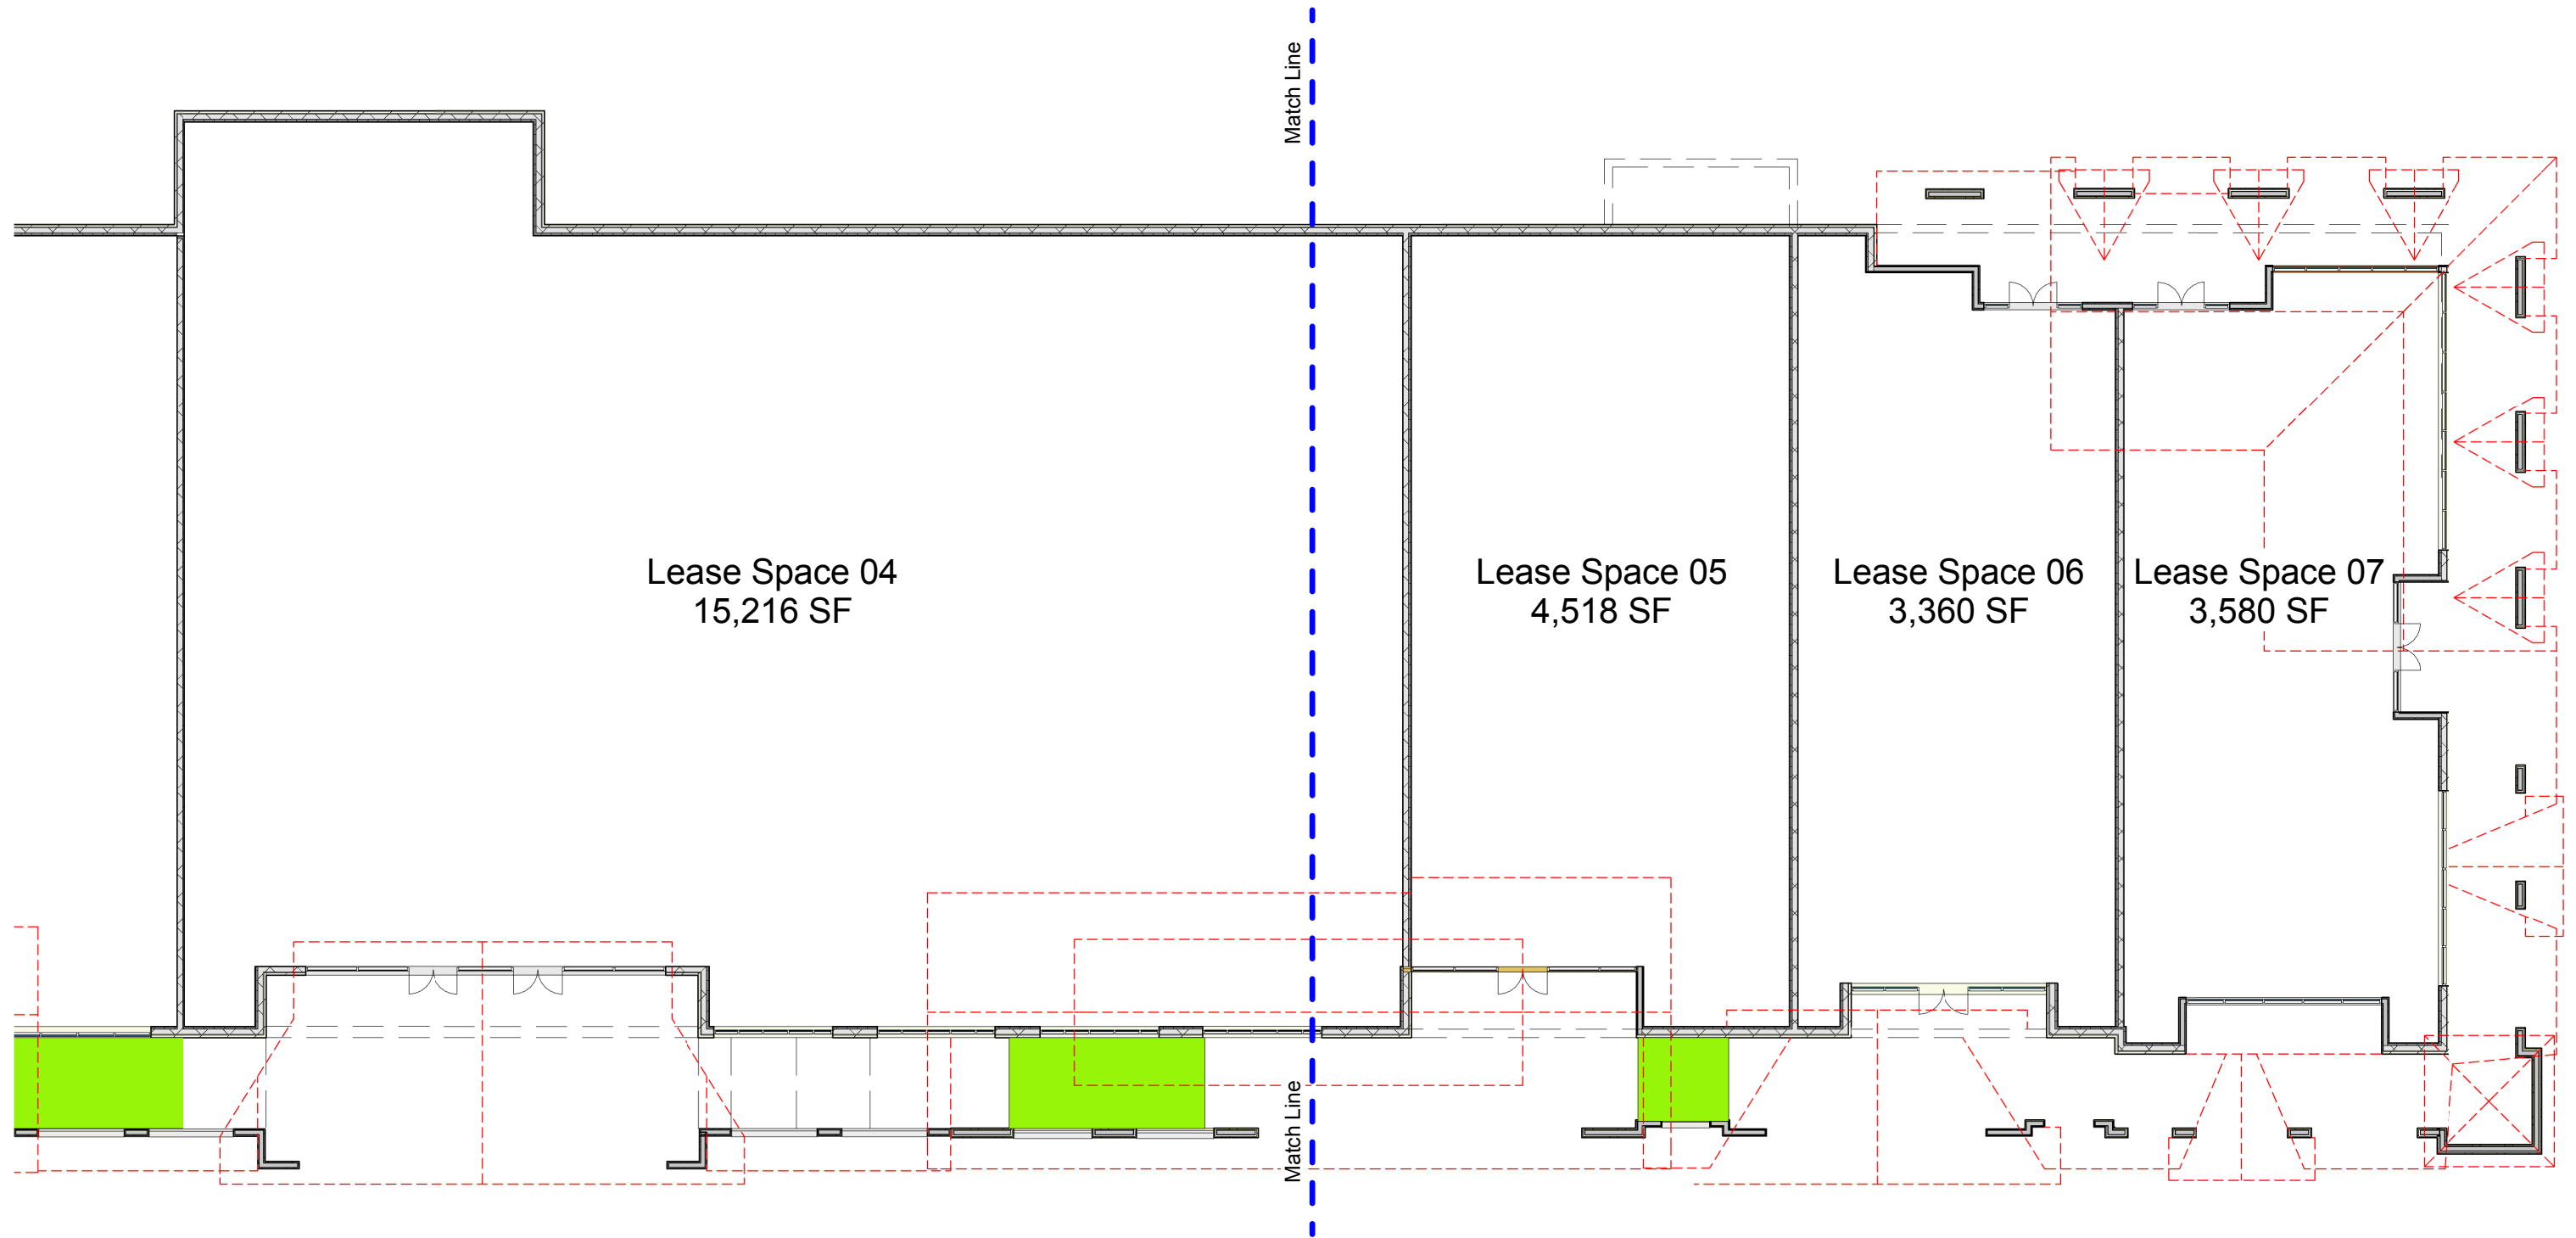 Match Line
Lease Space 04
15,216 SF
Lease Space 05
4,518 SF
Lease Space 06
3,360 SF
Lease Space 07
3,580 SF
Match Line